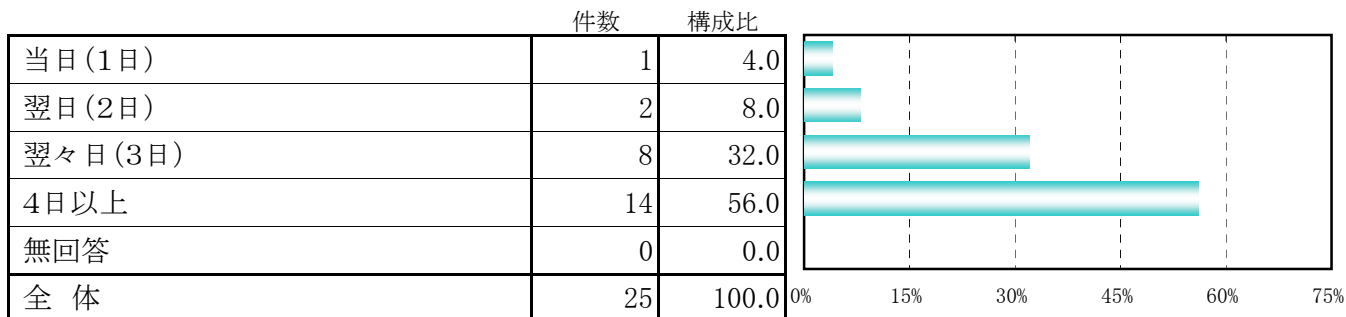 件数 構成比
当日(1日) 1 4.0
翌日(2日) 2 8.0
翌々日(3日) 8 32.0
4日以上 14 56.0
無回答 0 0.0
全 体 25 100.0
0% 15% 30% 45% 60% 75%